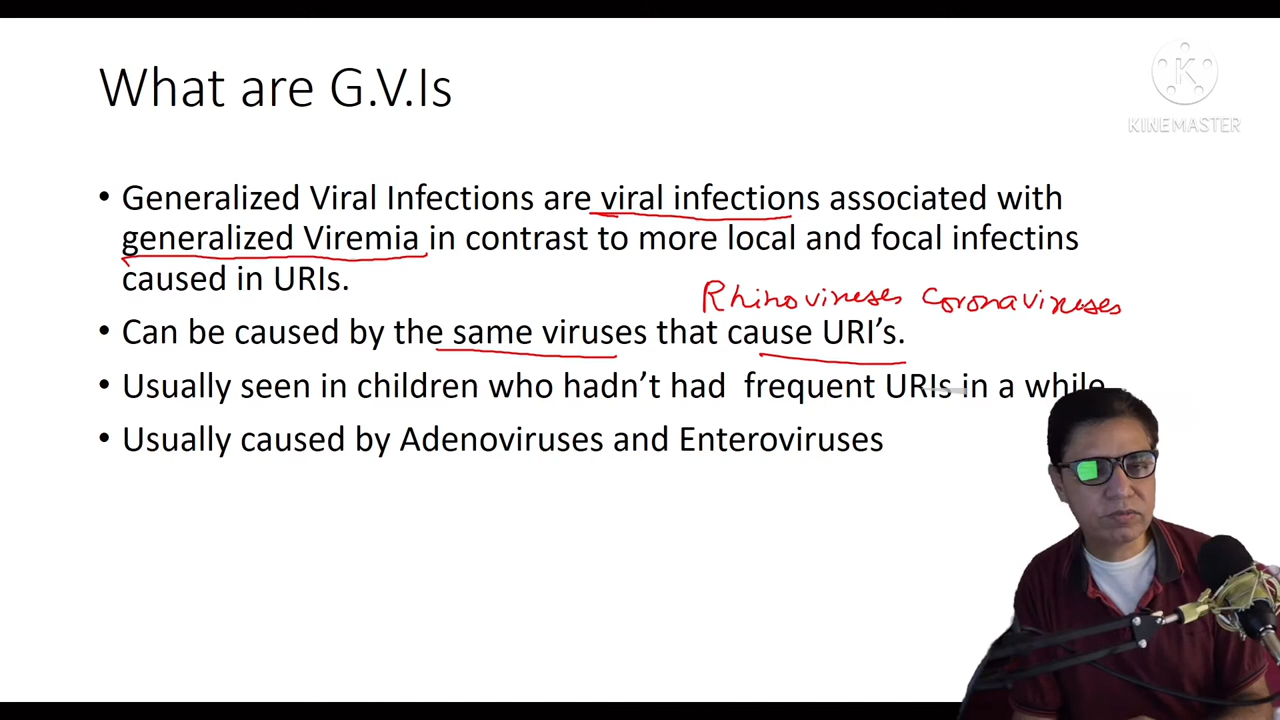 What are G.V.Is
KINEMASTER
• Generalized Viral Infections are viral infections associated with
generalized Viremia in contrast to more local and focal infectins
caused in URIs.
Rhinoviruses Coronaviruses
• Can be caused by the same viruses that cause URI’s.
• Usually seen in children who hadn’t had frequent URIs in a while
• Usually caused by Adenoviruses and Enteroviruses